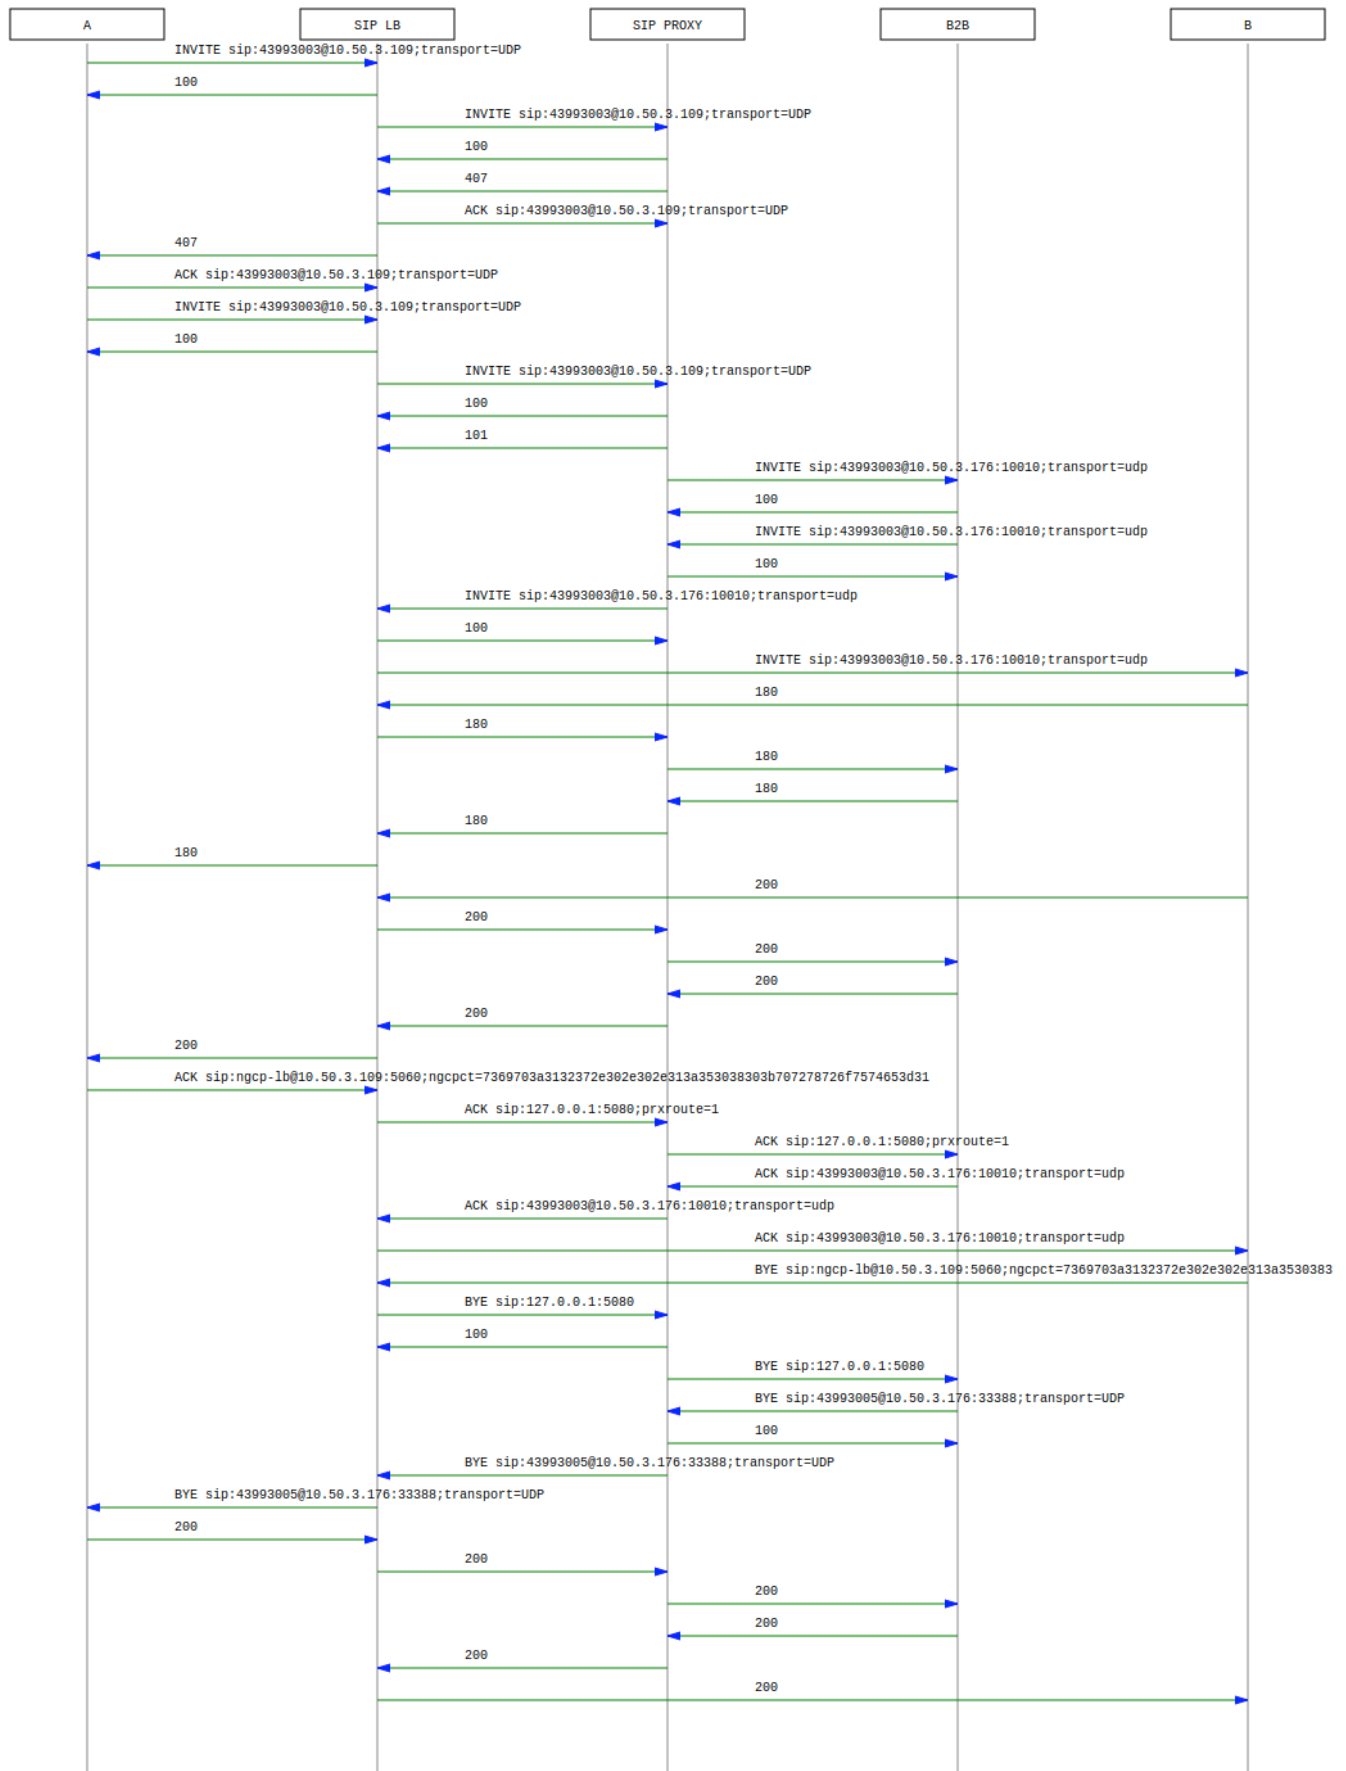 A SIP LB SIP PROXY B2B B
INVITE sip:43993003@10.50.3.109;transport=UDP
100
INVITE sip:43993003@10.50.3.109;transport=UDP
100
407
ACK sip:43993003@10.50.3.109;transport=UDP
407
ACK sip:43993003@10.50.3.109;transport=UDP
INVITE sip:43993003@10.50.3.109;transport=UDP
100
INVITE sip:43993003@10.50.3.109;transport=UDP
100
101
INVITE sip:43993003@10.50.3.176:10010;transport=udp
100
INVITE sip:43993003@10.50.3.176:10010;transport=udp
100
INVITE sip:43993003@10.50.3.176:10010;transport=udp
100
INVITE sip:43993003@10.50.3.176:10010;transport=udp
180
180
180
180
180
180
200
200
200
200
200
200
ACK sip:ngcp-lb@10.50.3.109:5060;ngcpct=7369703a3132372e302e302e313a353038303b707278726f7574653d31
ACK sip:127.0.0.1:5080;prxroute=1
ACK sip:127.0.0.1:5080;prxroute=1
ACK sip:43993003@10.50.3.176:10010;transport=udp
ACK sip:43993003@10.50.3.176:10010;transport=udp
ACK sip:43993003@10.50.3.176:10010;transport=udp
BYE sip:ngcp-lb@10.50.3.109:5060;ngcpct=7369703a3132372e302e302e313a3530383
BYE sip:127.0.0.1:5080
100
BYE sip:127.0.0.1:5080
BYE sip:43993005@10.50.3.176:33388;transport=UDP
100
BYE sip:43993005@10.50.3.176:33388;transport=UDP
BYE sip:43993005@10.50.3.176:33388;transport=UDP
200
200
200
200
200
200